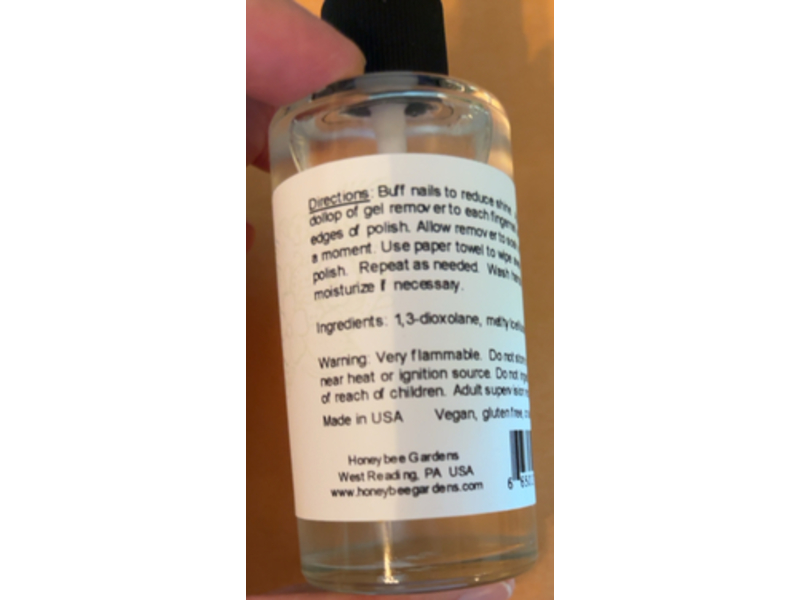 Directions: Buff nails to reduce shine
dollop of gel remover to each
edges of polish. Allow remover to
a moment. Use paper towel to wipe
polish. Repeat as needed. Wash
moisturize if necessary.
Ingredients: 1,3-dioxolane,
Warning: Very flammable. Do not
near heat or ignition source. Do not
of reach of children. Adult supervision
Made in USA Vegan, gluten free,
Honeybee Gardens
West Reading, PA USA
www.honeybeegardens.com